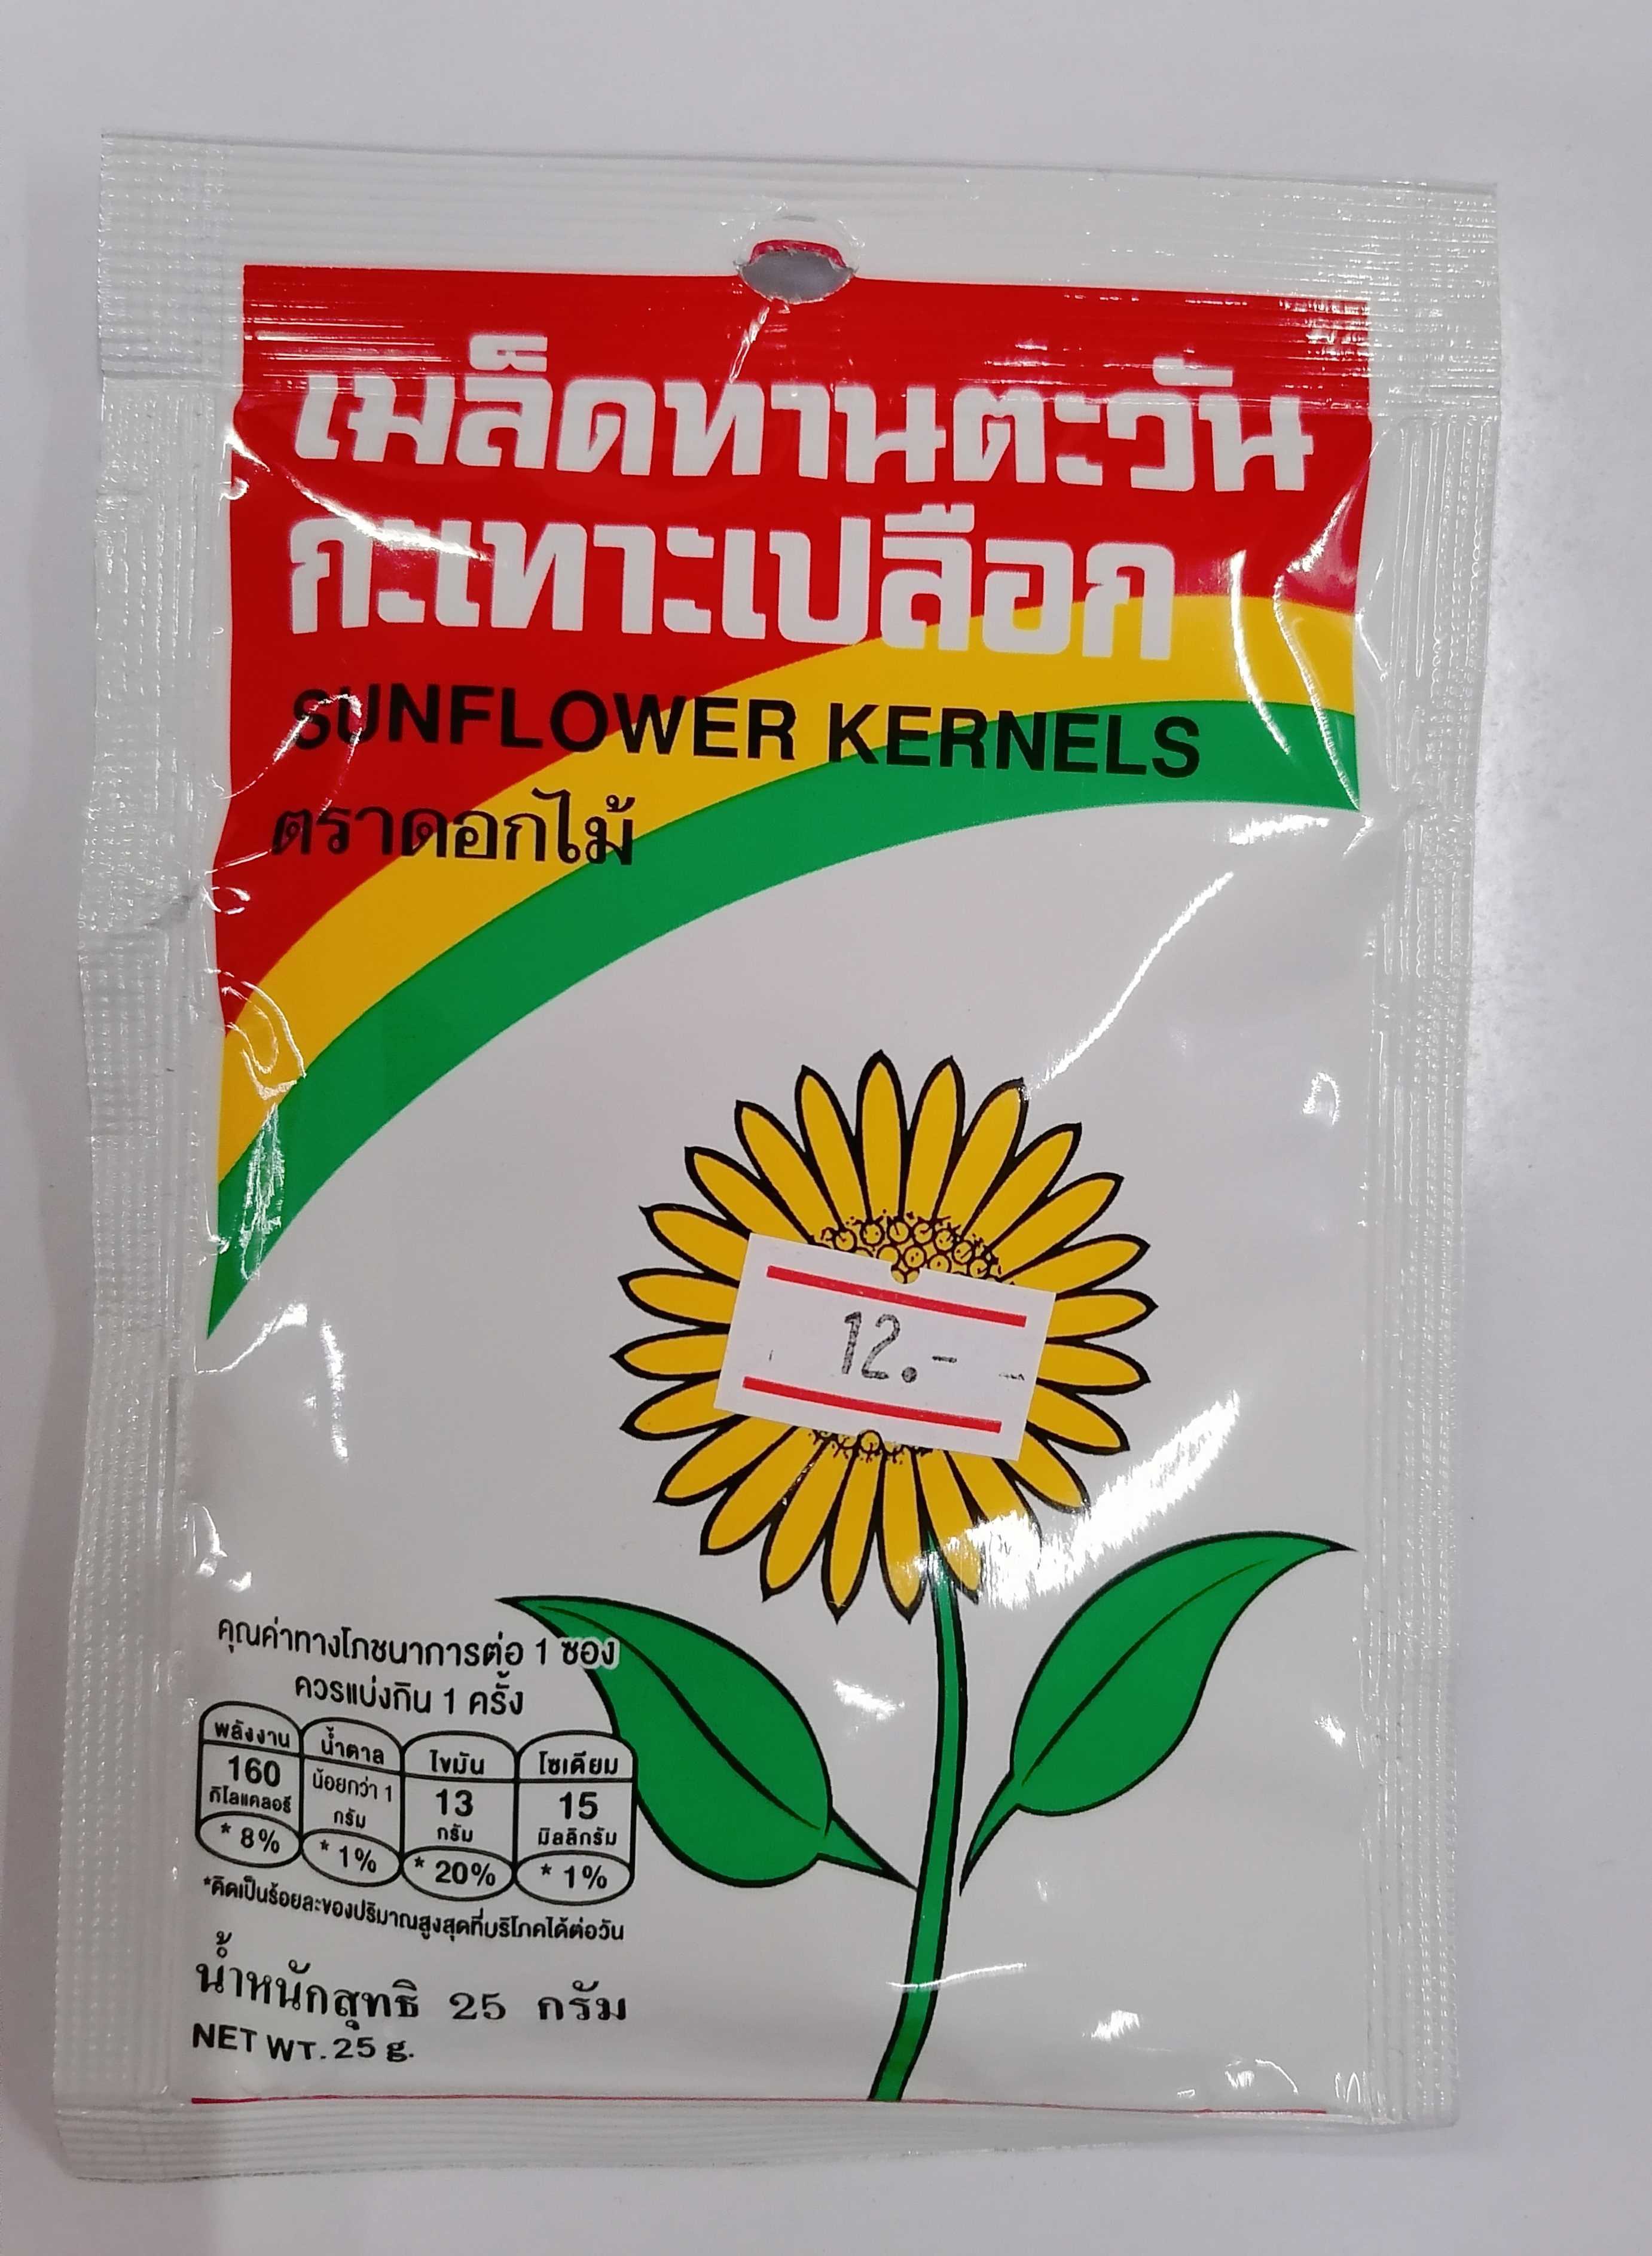 เมล็ดทานตะวัน
กะเทาะเปลือก
SUNFLOWER KERNELS
ตราดอกไม้
12.-
คุณค่าทางโภชนาการต่อ 1 ซอง
ควรแบ่งกิน 1 ครั้ง
พลังงาน น้ำตาล ไขมัน โซเดียม
160 น้อยกว่า 1 13 15
กิโลแคลอรี กรัม กรัม มิลลิกรัม
* 8% * 1% * 20% * 1%
*คิดเป็นร้อยละของปริมาณสูงสุดที่บริโภคได้ต่อวัน
น้ำหนักสุทธิ 25 กรัม
NET WT. 25 g.